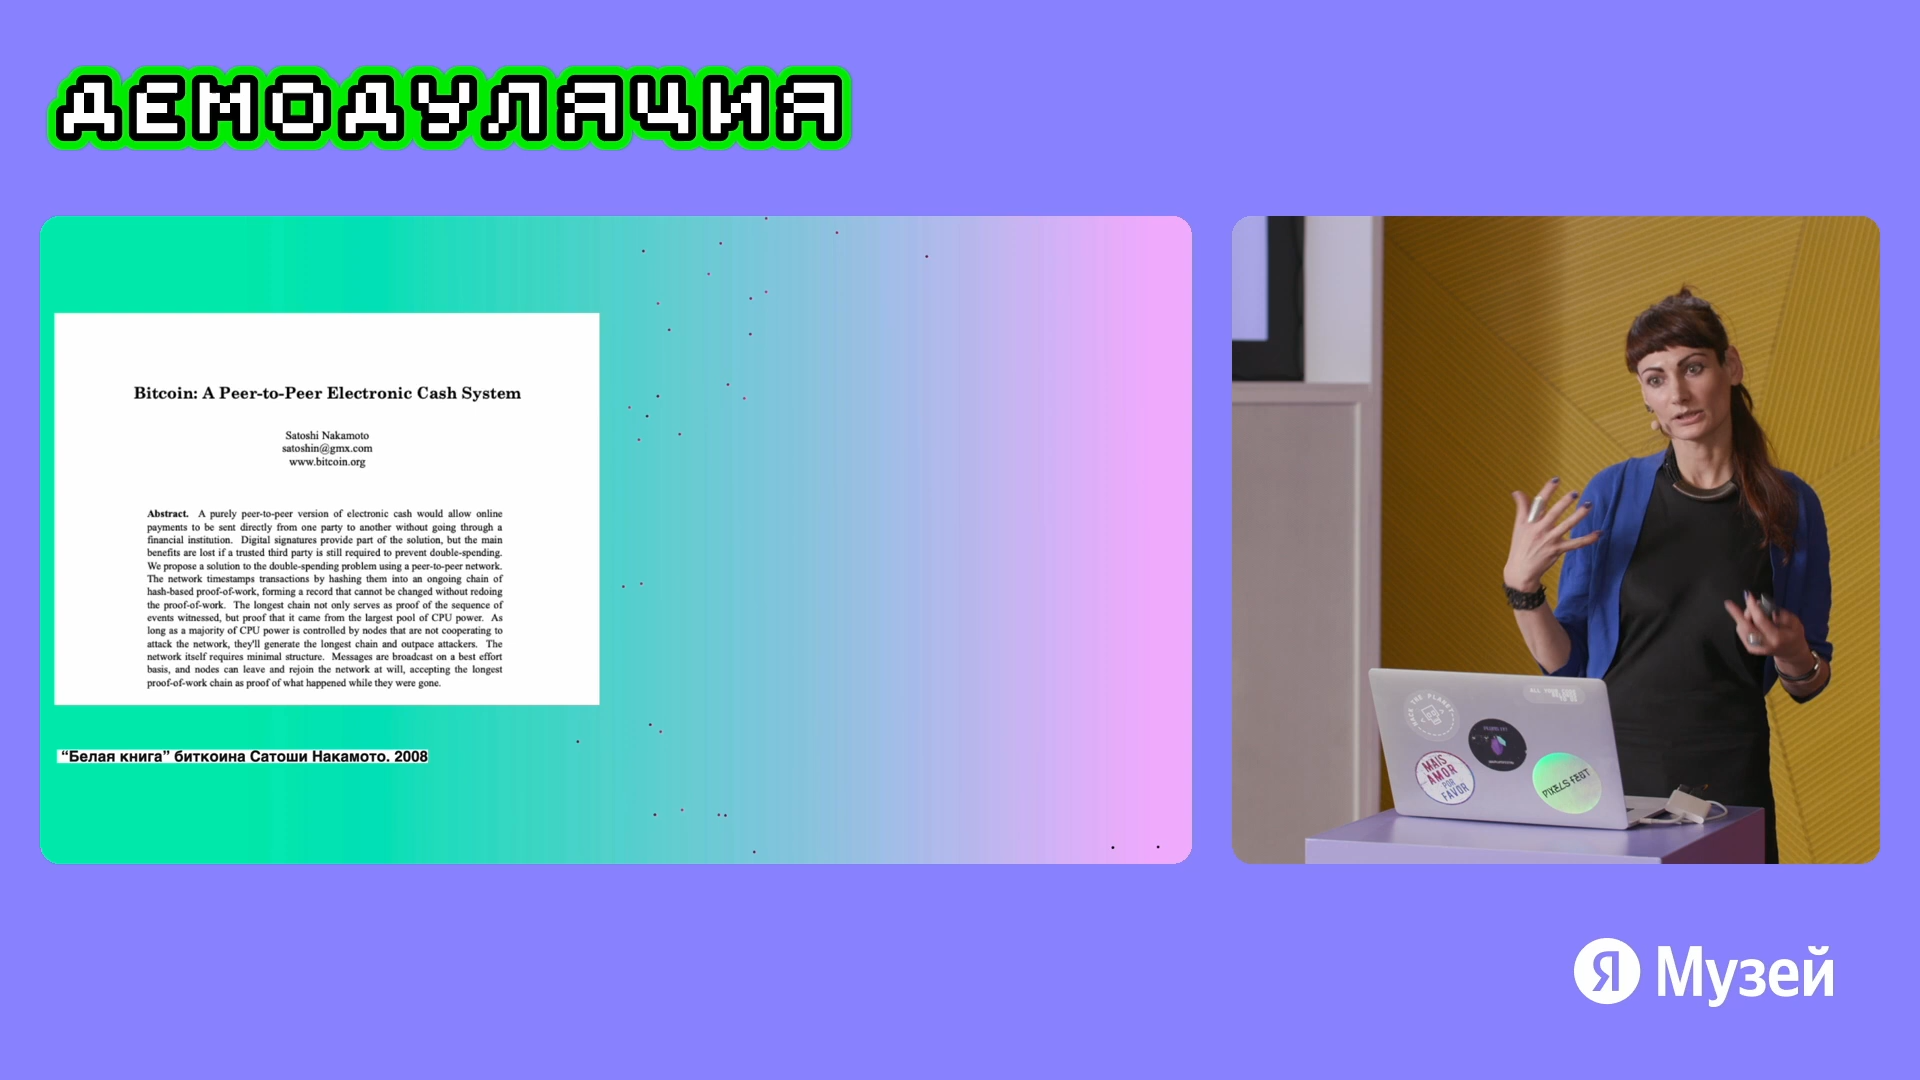 ДЕМОДУЛЯЦИЯ
Bitcoin: A Peer-to-Peer Electronic Cash System
Satoshi Nakamoto
satoshin@gmx.com
www.bitcoin.org
Abstract. A purely peer-to-peer version of electronic cash would allow online
payments to be sent directly from one party to another without going through a
financial institution. Digital signatures provide part of the solution, but the main
benefits are lost if a trusted third party is still required to prevent double-spending.
We propose a solution to the double-spending problem using a peer-to-peer network.
The network timestamps transactions by hashing them into an ongoing chain of
hash-based proof-of-work, forming a record that cannot be changed without redoing
the proof-of-work. The longest chain not only serves as proof of the sequence of
events witnessed, but proof that it came from the largest pool of CPU power. As
long as a majority of CPU power is controlled by nodes that are not cooperating to
attack the network, they'll generate the longest chain and outpace attackers. The
network itself requires minimal structure. Messages are broadcast on a best effort
basis, and nodes can leave and rejoin the network at will, accepting the longest
proof-of-work chain as proof of what happened while they were gone.
“Белая книга” биткоина Сатоши Накамото. 2008
HACK THE PLANET
MAIS
AMOR
POR
FAVOR
PIXELS FEST
Я Музей